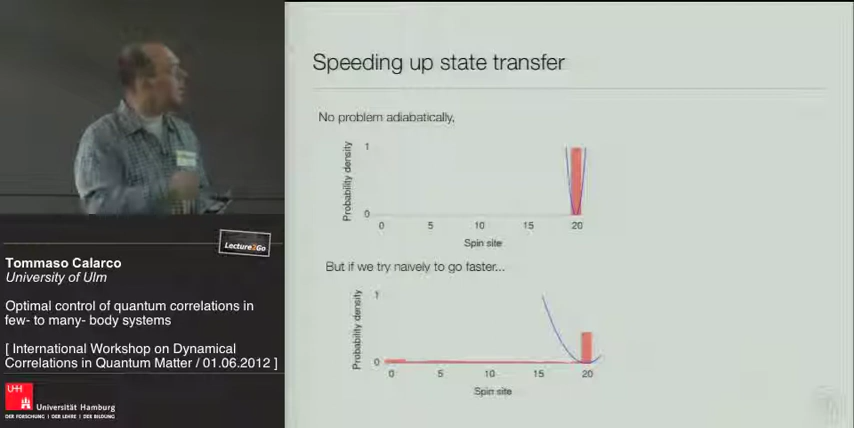 Speeding up state transfer
No problem adiabatically,
Probability density
1
0
0 5 10 15 20
Spin site
But if we try naively to go faster...
Probability density
1
0
0 5 10 15 20
Spin site
Lecture2Go
Tommaso Calarco
University of Ulm
Optimal control of quantum correlations in
few- to many- body systems
[ International Workshop on Dynamical
Correlations in Quantum Matter / 01.06.2012 ]
UH
Universität Hamburg
DER FORSCHUNG | DER LEHRE | DER BILDUNG